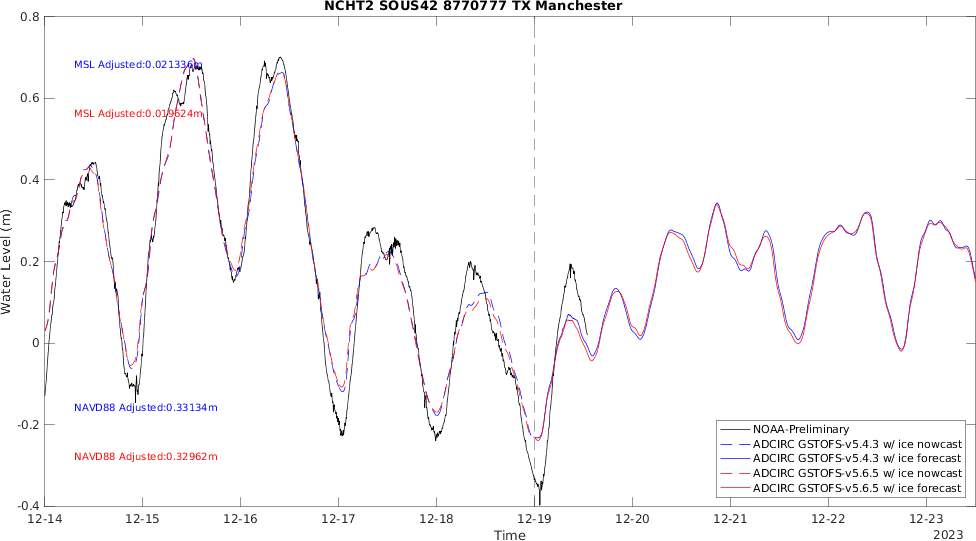 NCHT2 SOUS42 8770777 TX Manchester
0.8
0.6
0.4
0.2
0
-0.2
-0.4
Water Level (m)
MSL Adjusted:0.021336m
MSL Adjusted:0.019624m
NAVD88 Adjusted:0.33134m
NAVD88 Adjusted:0.32962m
NOAA-Preliminary
ADCIRC GSTOFS-v5.4.3 w/ ice nowcast
ADCIRC GSTOFS-v5.4.3 w/ ice forecast
ADCIRC GSTOFS-v5.6.5 w/ ice nowcast
ADCIRC GSTOFS-v5.6.5 w/ ice forecast
12-14 12-15 12-16 12-17 12-18 12-19 12-20 12-21 12-22 12-23
Time
2023